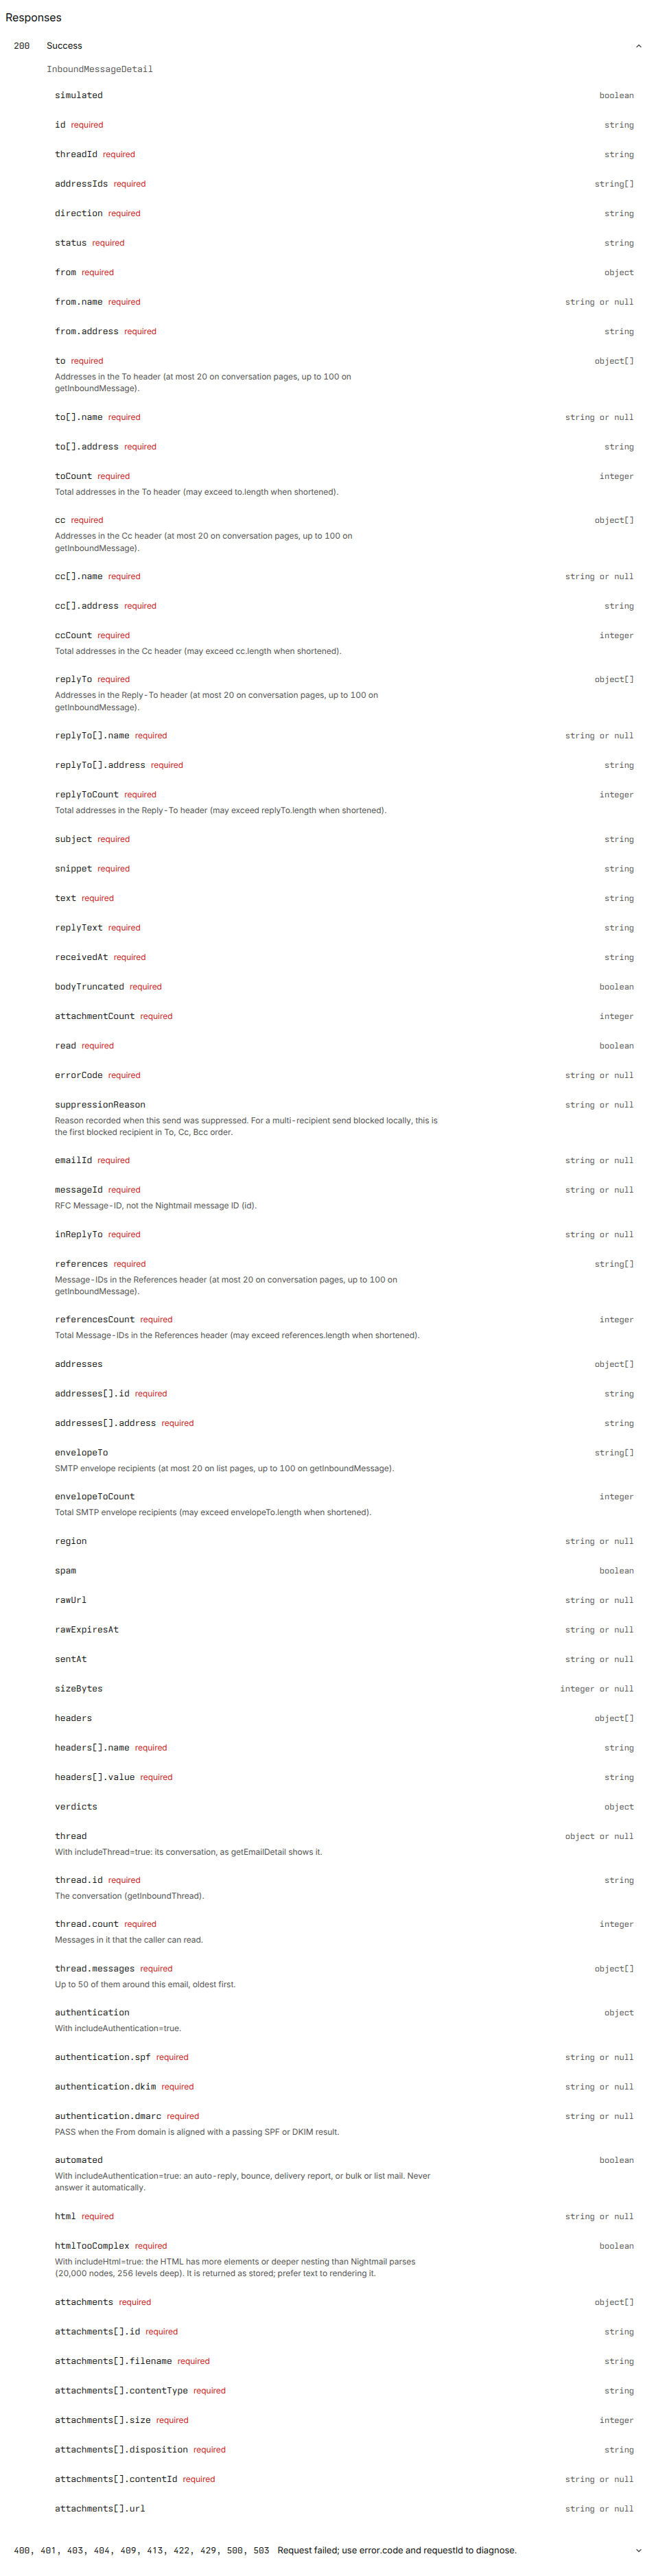 Responses
200 Success
InboundMessageDetail
simulated boolean
id required string
threadId required string
addressIds required string[]
direction required string
status required string
from required object
from.name required string or null
from.address required string
to required object[]
Addresses in the To header (at most 20 on conversation pages, up to 100 on
getInboundMessage).
to[].name required string or null
to[].address required string
toCount required integer
Total addresses in the To header (may exceed to.length when shortened).
cc required object[]
Addresses in the Cc header (at most 20 on conversation pages, up to 100 on
getInboundMessage).
cc[].name required string or null
cc[].address required string
ccCount required integer
Total addresses in the Cc header (may exceed cc.length when shortened).
replyTo required object[]
Addresses in the Reply-To header (at most 20 on conversation pages, up to 100 on
getInboundMessage).
replyTo[].name required string or null
replyTo[].address required string
replyToCount required integer
Total addresses in the Reply-To header (may exceed replyTo.length when shortened).
subject required string
snippet required string
text required string
replyText required string
receivedAt required string
bodyTruncated required boolean
attachmentCount required integer
read required boolean
errorCode required string or null
suppressionReason string or null
Reason recorded when this send was suppressed. For a multi-recipient send blocked locally, this is
the first blocked recipient in To, Cc, Bcc order.
emailId required string or null
messageId required string or null
RFC Message-ID, not the Nightmail message ID (id).
inReplyTo required string or null
references required string[]
Message-IDs in the References header (at most 20 on conversation pages, up to 100 on
getInboundMessage).
referencesCount required integer
Total Message-IDs in the References header (may exceed references.length when shortened).
addresses object[]
addresses[].id required string
addresses[].address required string
envelopeTo string[]
SMTP envelope recipients (at most 20 on list pages, up to 100 on getInboundMessage).
envelopeToCount integer
Total SMTP envelope recipients (may exceed envelopeTo.length when shortened).
region string or null
spam boolean
rawUrl string or null
rawExpiresAt string or null
sentAt string or null
sizeBytes integer or null
headers object[]
headers[].name required string
headers[].value required string
verdicts object
thread object or null
With includeThread=true: its conversation, as getEmailDetail shows it.
thread.id required string
The conversation (getInboundThread).
thread.count required integer
Messages in it that the caller can read.
thread.messages required object[]
Up to 50 of them around this email, oldest first.
authentication object
With includeAuthentication=true.
authentication.spf required string or null
authentication.dkim required string or null
authentication.dmarc required string or null
PASS when the From domain is aligned with a passing SPF or DKIM result.
automated boolean
With includeAuthentication=true: an auto-reply, bounce, delivery report, or bulk or list mail. Never
answer it automatically.
html required string or null
htmlTooComplex required boolean
With includeHtml=true: the HTML has more elements or deeper nesting than Nightmail parses
(20,000 nodes, 256 levels deep). It is returned as stored; prefer text to rendering it.
attachments required object[]
attachments[].id required string
attachments[].filename required string
attachments[].contentType required string
attachments[].size required integer
attachments[].disposition required string
attachments[].contentId required string or null
attachments[].url string or null
400, 401, 403, 404, 409, 413, 422, 429, 500, 503 Request failed; use error.code and requestId to diagnose.